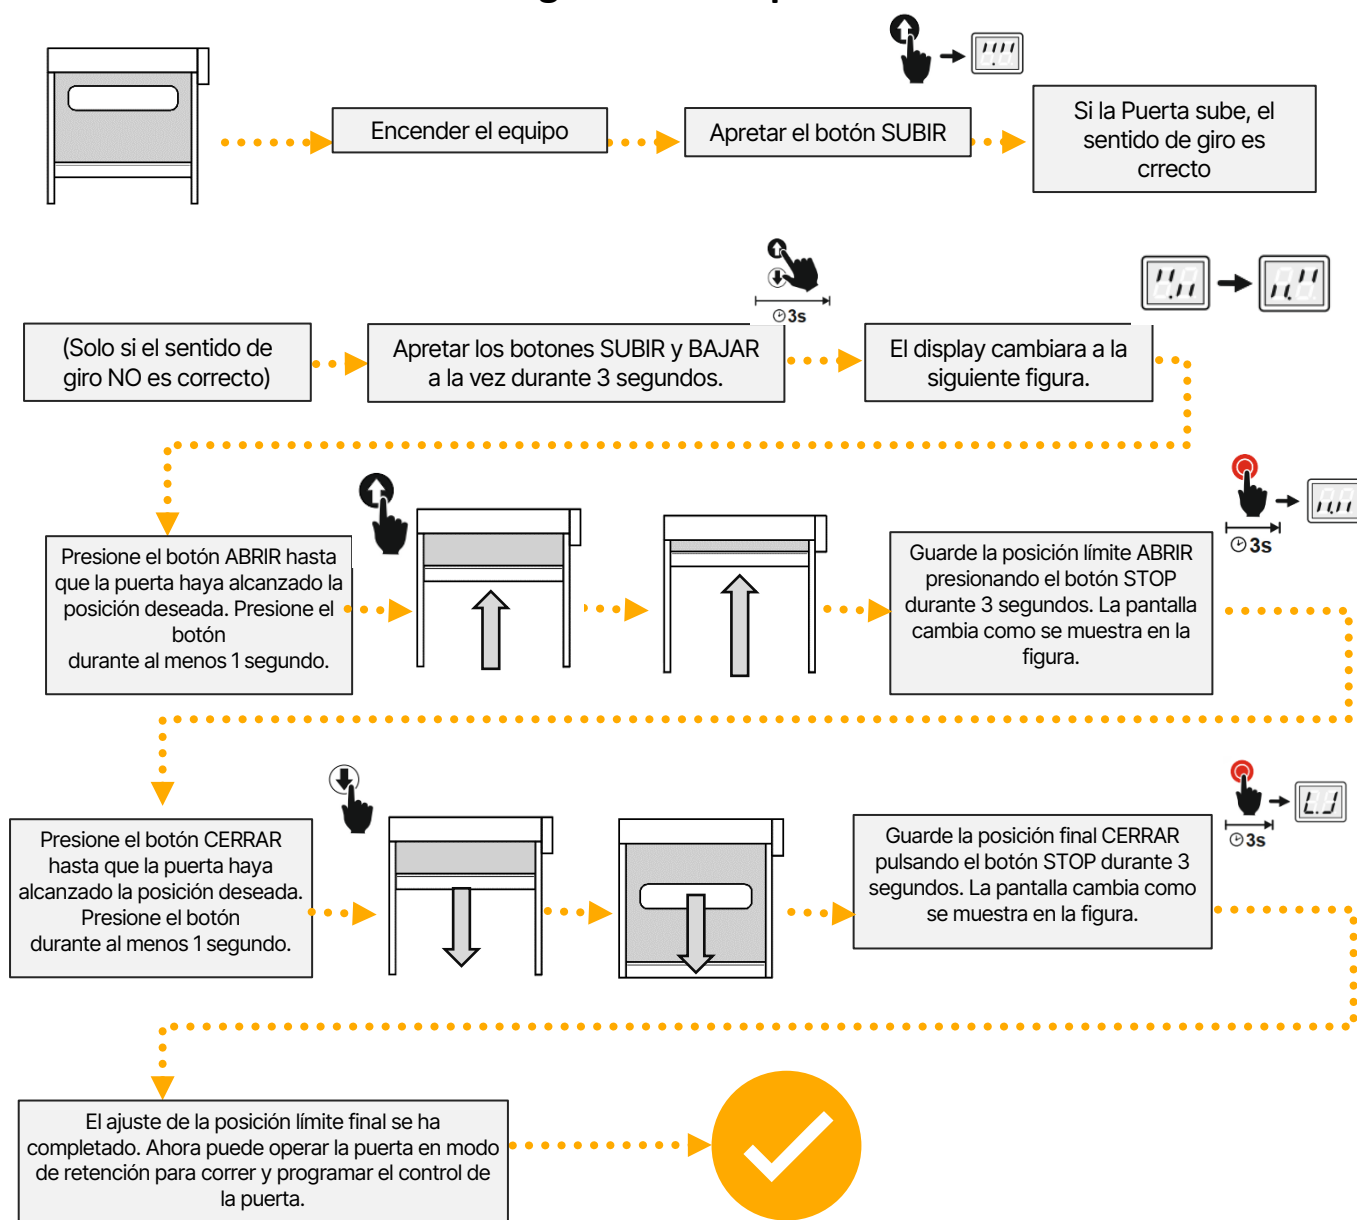 Encender el equipo
Apretar el botón SUBIR
Si la Puerta sube, el
sentido de giro es
crrecto
3s
(Solo si el sentido de
giro NO es correcto)
Apretar los botones SUBIR y BAJAR
a la vez durante 3 segundos.
El display cambiara a la
siguiente figura.
3s
Presione el botón ABRIR hasta
que la puerta haya alcanzado la
posición deseada. Presione el
botón
durante al menos 1 segundo.
Guarde la posición límite ABRIR
presionando el botón STOP
durante 3 segundos. La pantalla
cambia como se muestra en la
figura.
3s
Presione el botón CERRAR
hasta que la puerta haya
alcanzado la posición deseada.
Presione el botón
durante al menos 1 segundo.
Guarde la posición final CERRAR
pulsando el botón STOP durante 3
segundos. La pantalla cambia como
se muestra en la figura.
El ajuste de la posición límite final se ha
completado. Ahora puede operar la puerta en modo
de retención para correr y programar el control de
la puerta.